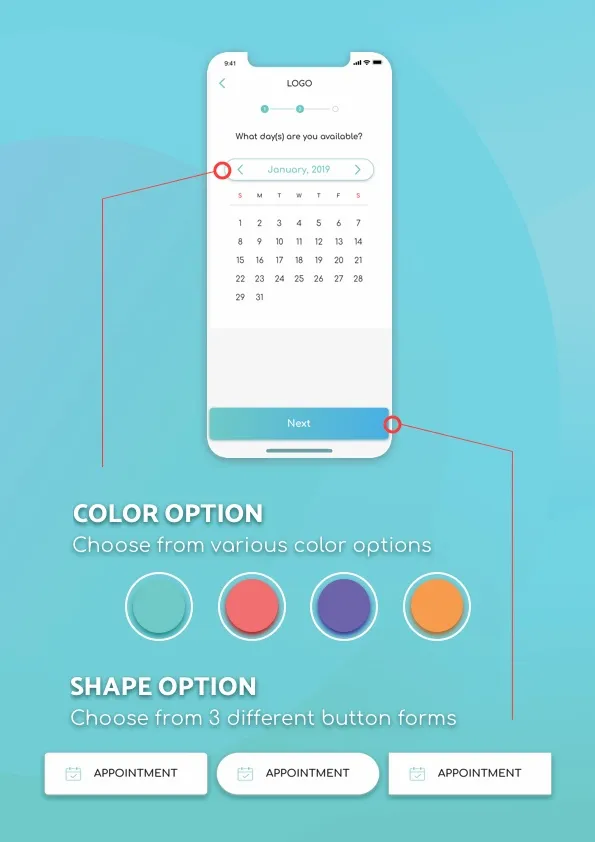 9:41
LOGO
1 2
What day(s) are you available?
January, 2019
S M T W T F S
1 2 3 4 5 6 7
8 9 10 11 12 13 14
15 16 17 18 19 20 21
22 23 24 25 26 27 28
29 31
Next
COLOR OPTION
Choose from various color options
SHAPE OPTION
Choose from 3 different button forms
APPOINTMENT APPOINTMENT APPOINTMENT